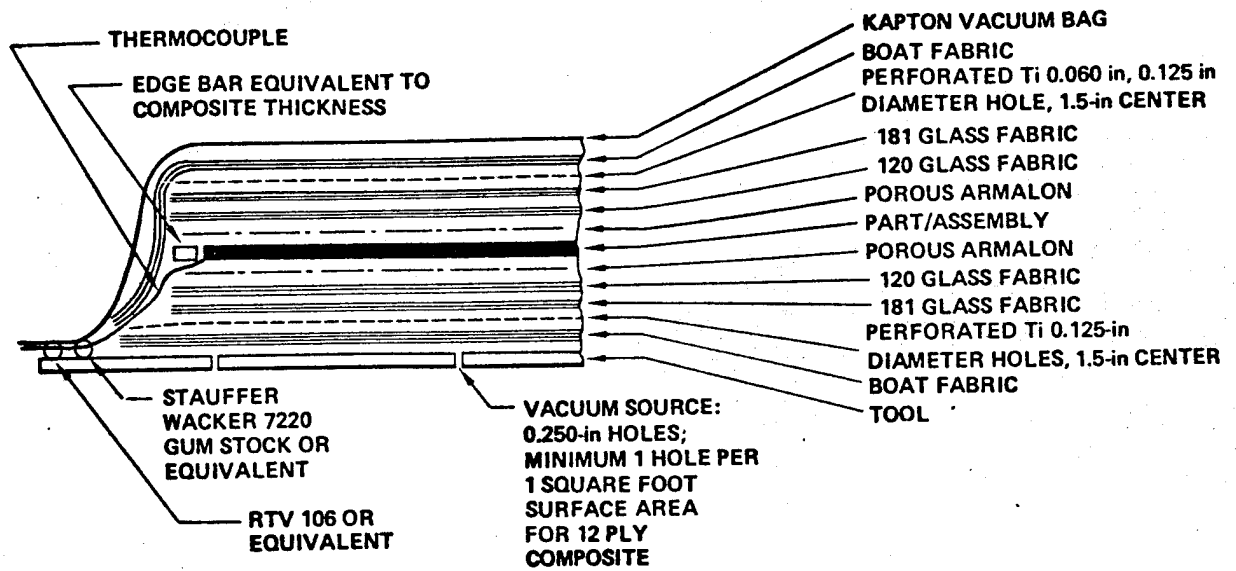 THERMOCOUPLE
EDGE BAR EQUIVALENT TO
COMPOSITE THICKNESS
KAPTON VACUUM BAG
BOAT FABRIC
PERFORATED Ti 0.060 in, 0.125 in
DIAMETER HOLE, 1.5-in CENTER
181 GLASS FABRIC
120 GLASS FABRIC
POROUS ARMALON
PART/ASSEMBLY
POROUS ARMALON
120 GLASS FABRIC
181 GLASS FABRIC
PERFORATED Ti 0.125-in
DIAMETER HOLES, 1.5-in CENTER
BOAT FABRIC
TOOL
STAUFFER
WACKER 7220
GUM STOCK OR
EQUIVALENT
RTV 106 OR
EQUIVALENT
VACUUM SOURCE:
0.250-in HOLES;
MINIMUM 1 HOLE PER
1 SQUARE FOOT
SURFACE AREA
FOR 12 PLY
COMPOSITE